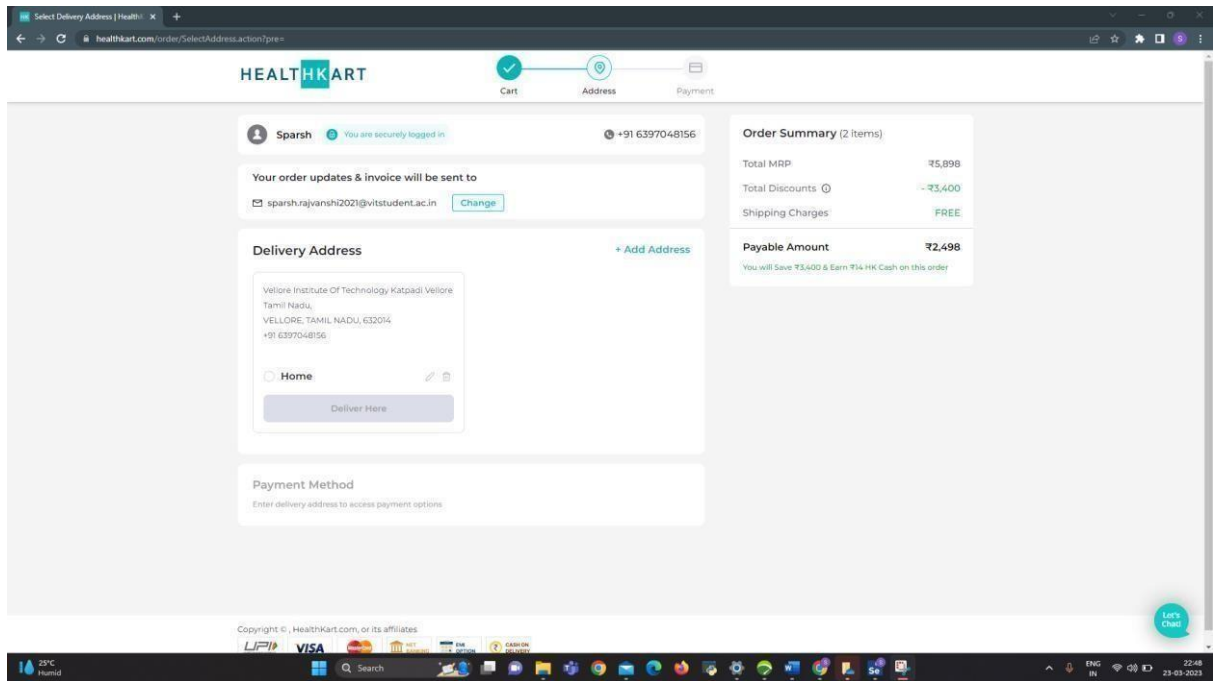 Select Delivery Address | Health
healthkart.com/order/SelectAddress.action?pre=
HEALTHKART
Cart
Address
Payment
Sparsh
You are securely logged in
+91 6397048156
Your order updates & invoice will be sent to
sparsh.rajvanshi2021@vitstudent.ac.in
Change
Delivery Address
+ Add Address
Vellore Institute Of Technology Katpadi Vellore
Tamil Nadu,
VELLORE, TAMIL NADU, 632014
+91 6397048156
Home
Deliver Here
Payment Method
Enter delivery address to access payment options
Order Summary (2 items)
Total MRP ₹5,898
Total Discounts - ₹3,400
Shipping Charges FREE
Payable Amount ₹2,498
You will Save ₹3,400 & Earn ₹14 HK Cash on this order
Let's
Chat!
Copyright © , HealthKart.com, or its affiliates
UPI VISA NET BANKING EMI OPTION CASH ON DELIVERY
25°C
Humid
Search
ENG
IN
22:48
23-03-2023